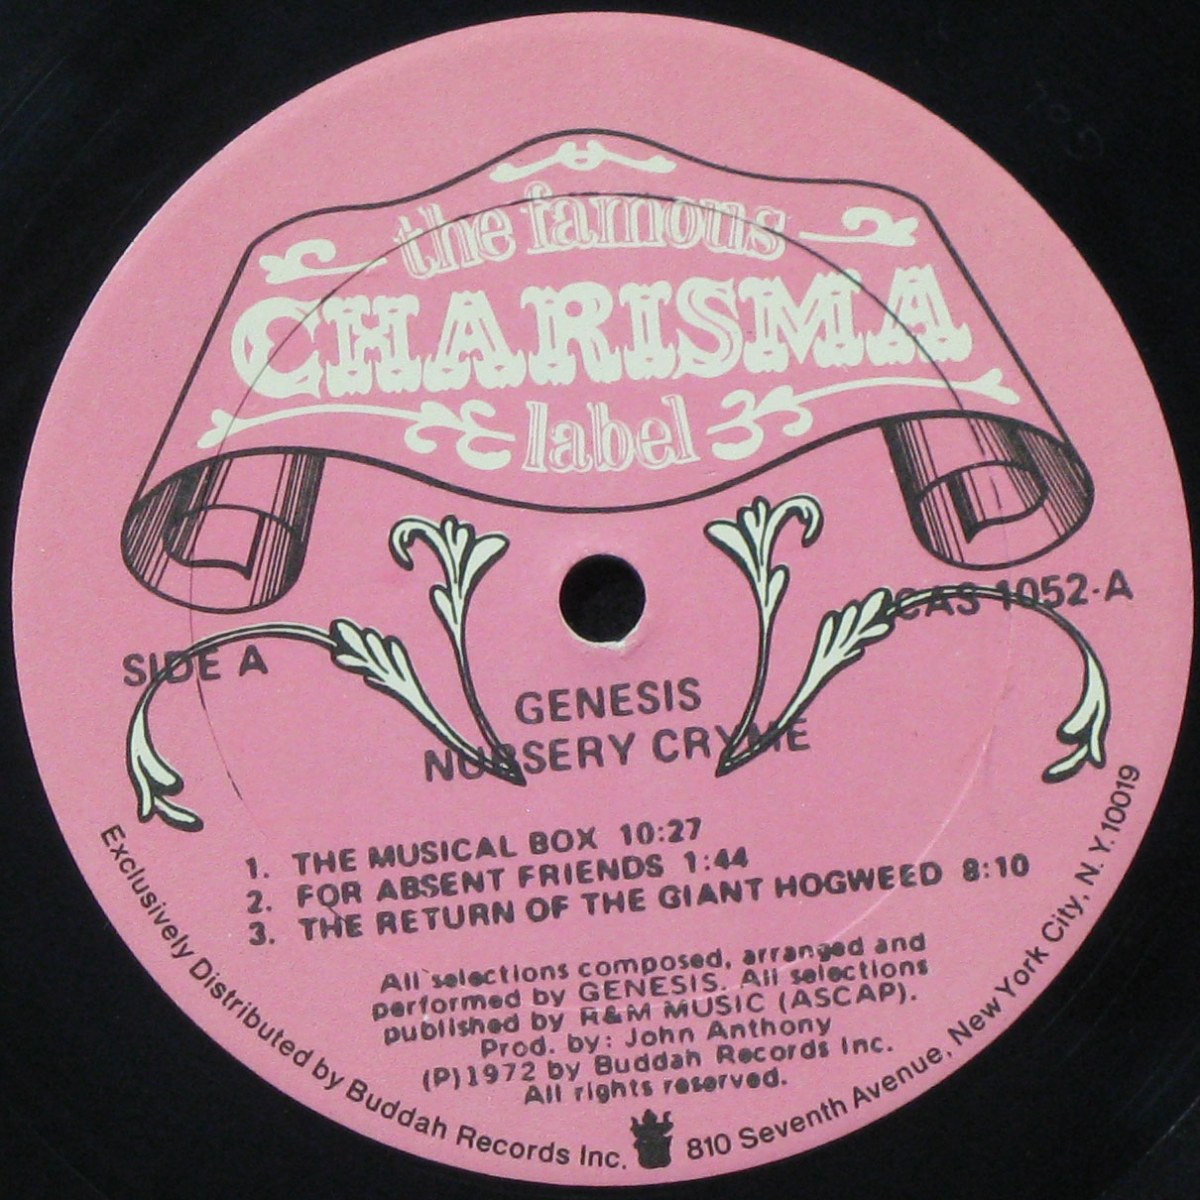 the famous
CHARISMA
label
SIDE A
CAS 1052-A
GENESIS
NURSERY CRYME
1. THE MUSICAL BOX 10:27
2. FOR ABSENT FRIENDS 1:44
3. THE RETURN OF THE GIANT HOGWEED 8:10
All selections composed, arranged and
performed by GENESIS. All selections
published by R&M MUSIC (ASCAP).
Prod. by: John Anthony
(P)1972 by Buddah Records Inc.
All rights reserved.
Exclusively Distributed by Buddah Records Inc. 810 Seventh Avenue, New York City, N.Y. 10019